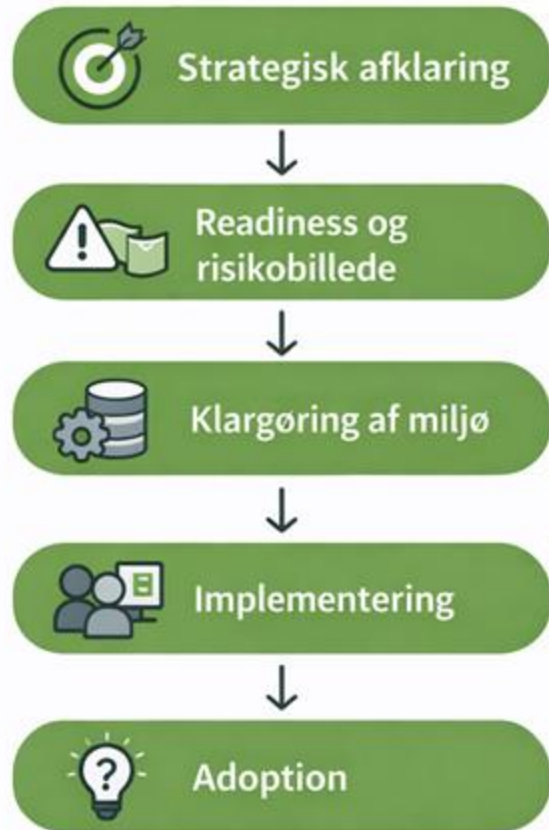 Strategisk afklaring
Readiness og
risikobillede
Klargøring af miljø
Implementering
Adoption